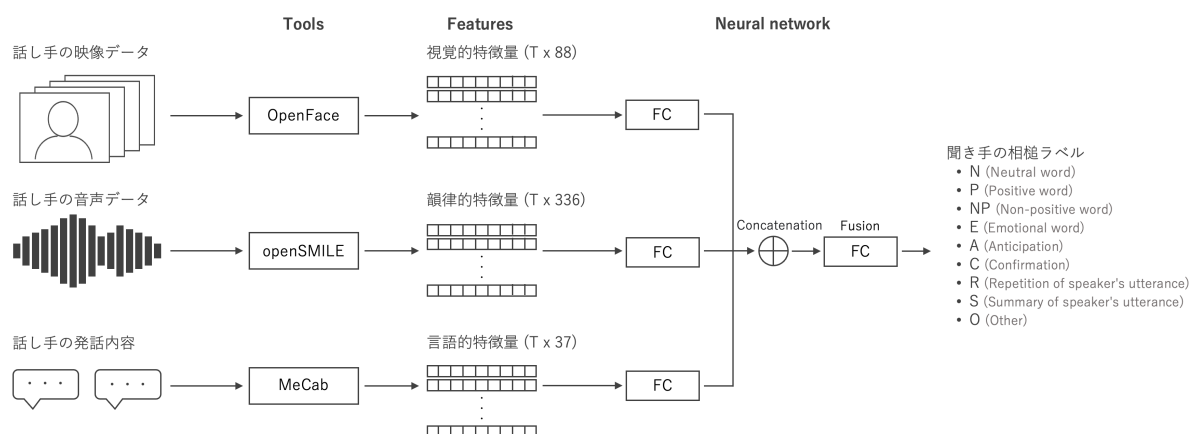 Tools
Features
Neural network
話し手の映像データ
OpenFace
視覚的特徴量 (T x 88)
FC
話し手の音声データ
openSMILE
韻律的特徴量 (T x 336)
FC
話し手の発話内容
MeCab
言語的特徴量 (T x 37)
FC
Concatenation
Fusion
FC
聞き手の相槌ラベル
• N (Neutral word)
• P (Positive word)
• NP (Non-positive word)
• E (Emotional word)
• A (Anticipation)
• C (Confirmation)
• R (Repetition of speaker's utterance)
• S (Summary of speaker's utterance)
• O (Other)